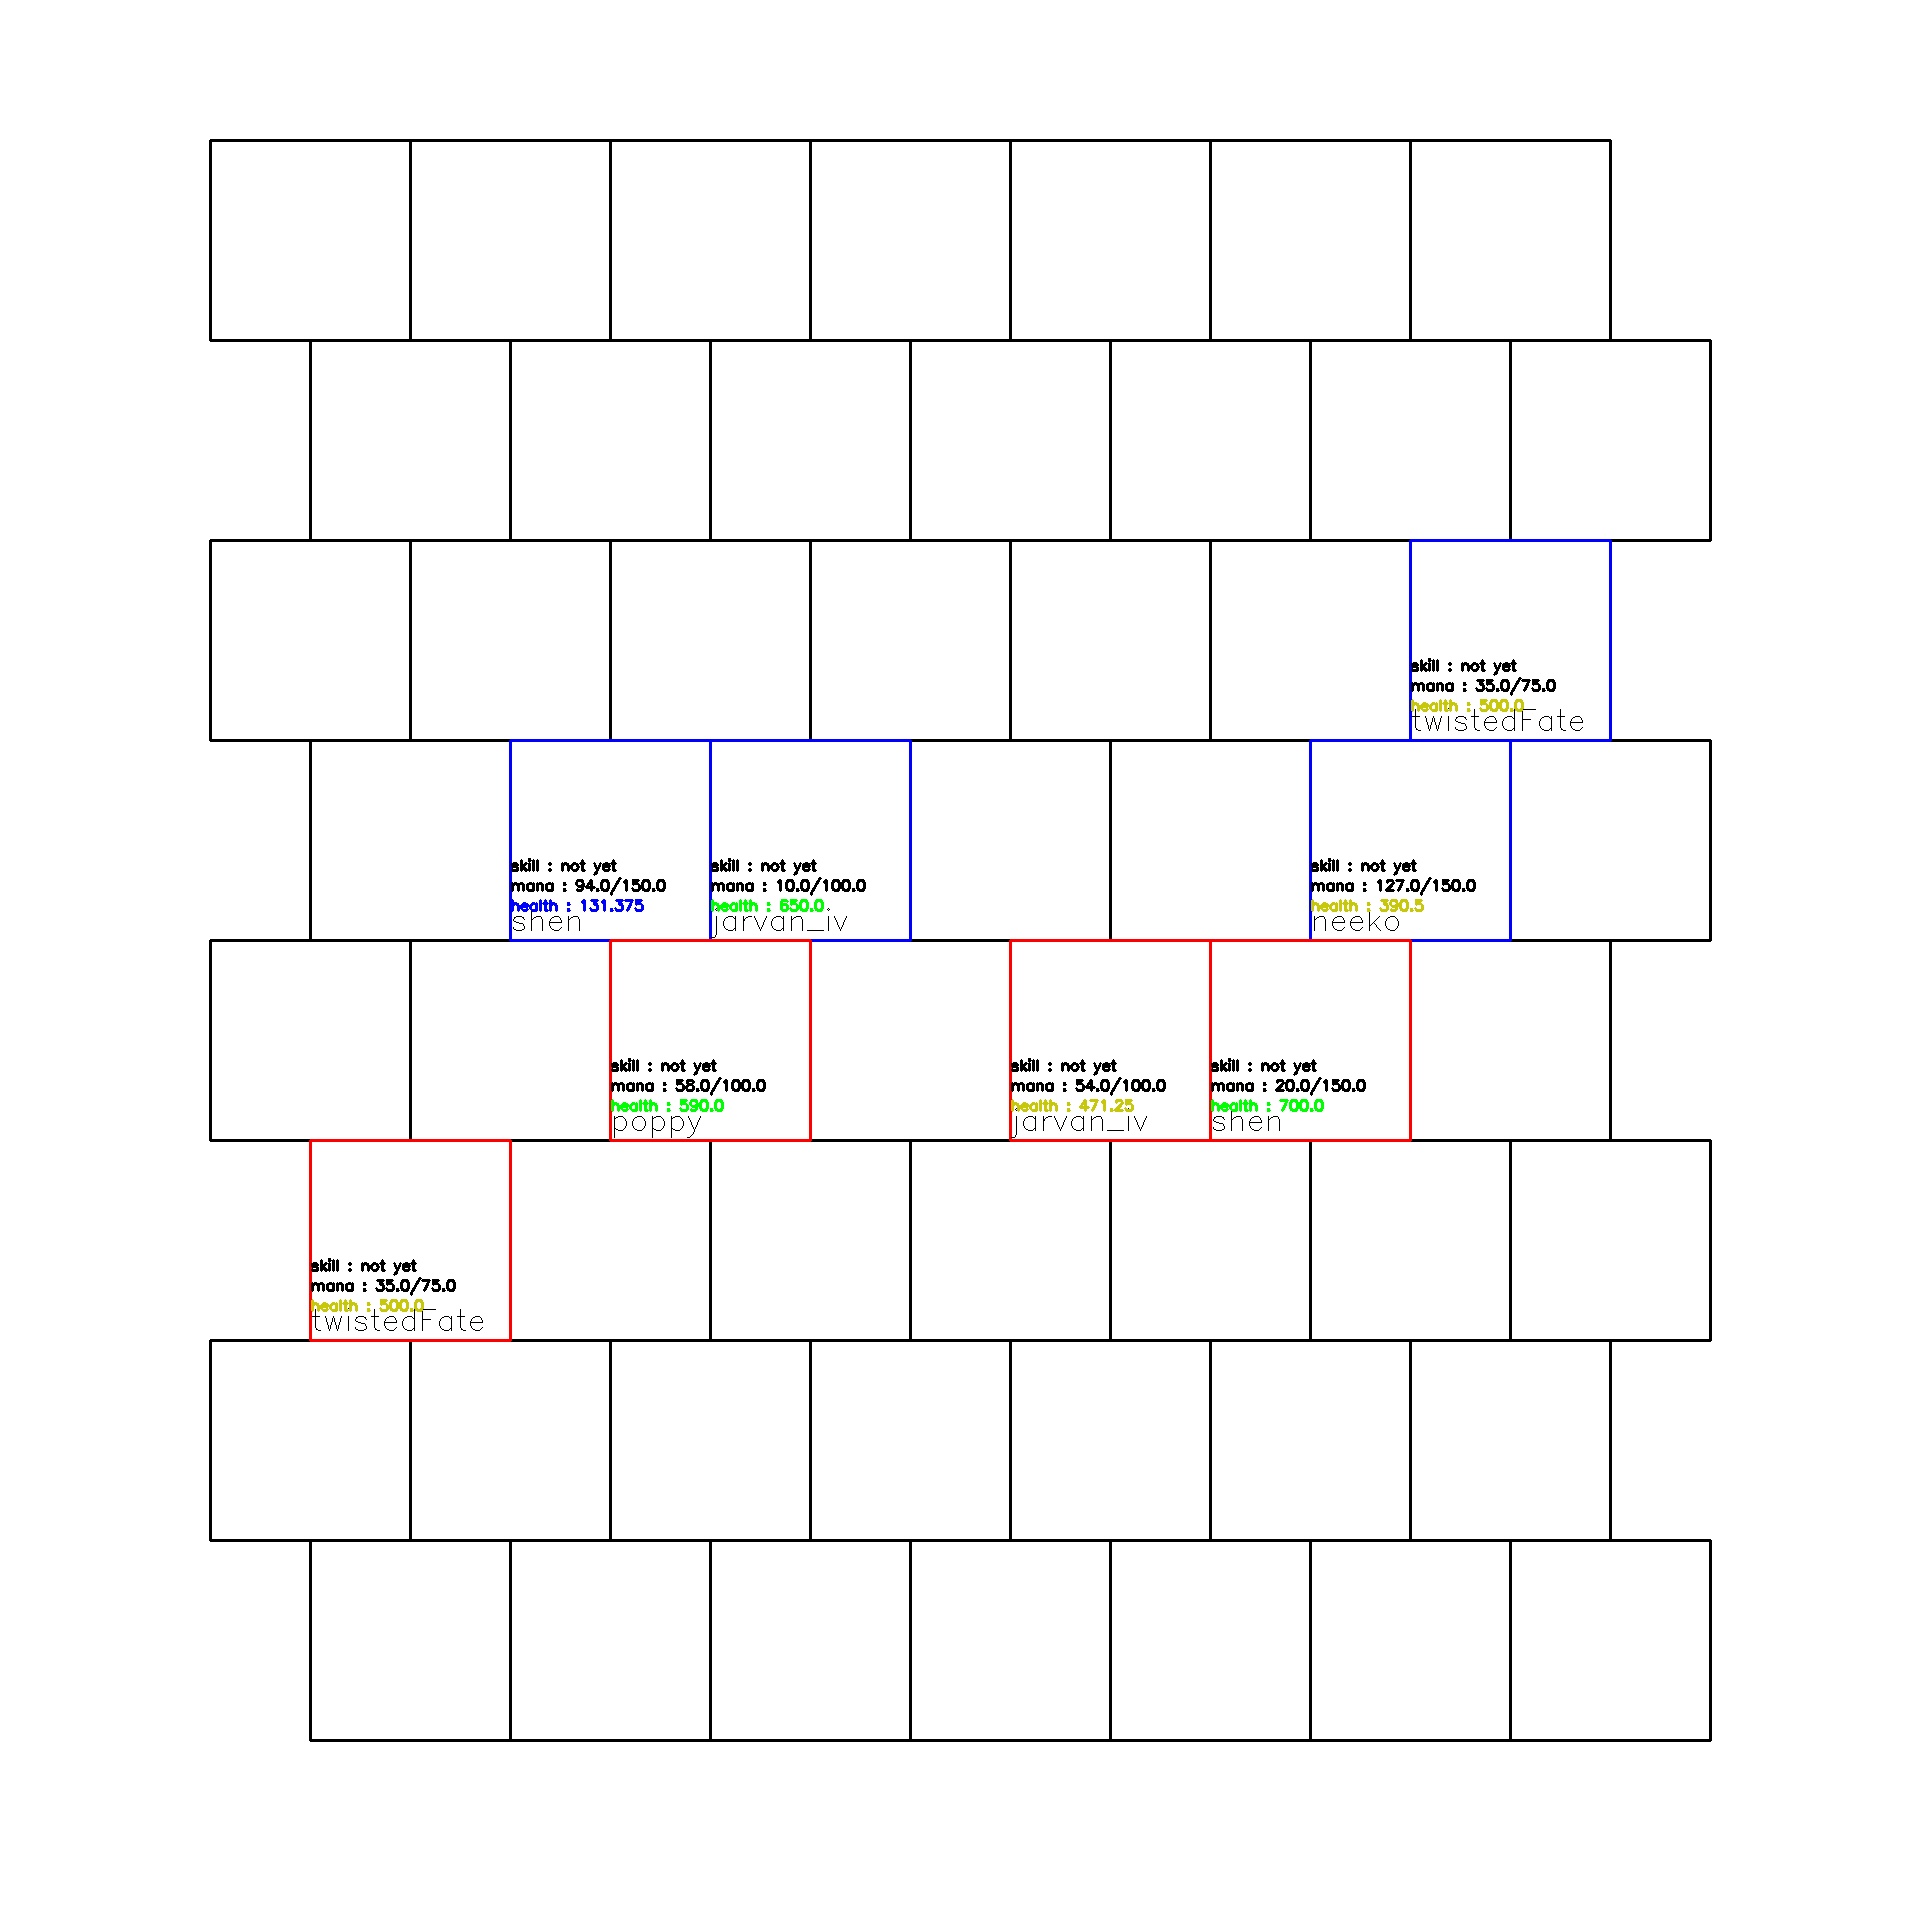 skill : not yet
mana : 35.0/75.0
health : 500.0
twistedFate
skill : not yet
mana : 94.0/150.0
health : 131.375
shen
skill : not yet
mana : 10.0/100.0
health : 650.0
jarvan_iv
skill : not yet
mana : 127.0/150.0
health : 390.5
neeko
skill : not yet
mana : 58.0/100.0
health : 590.0
poppy
skill : not yet
mana : 54.0/100.0
health : 471.25
jarvan_iv
skill : not yet
mana : 20.0/150.0
health : 700.0
shen
skill : not yet
mana : 35.0/75.0
health : 500.0
twistedFate